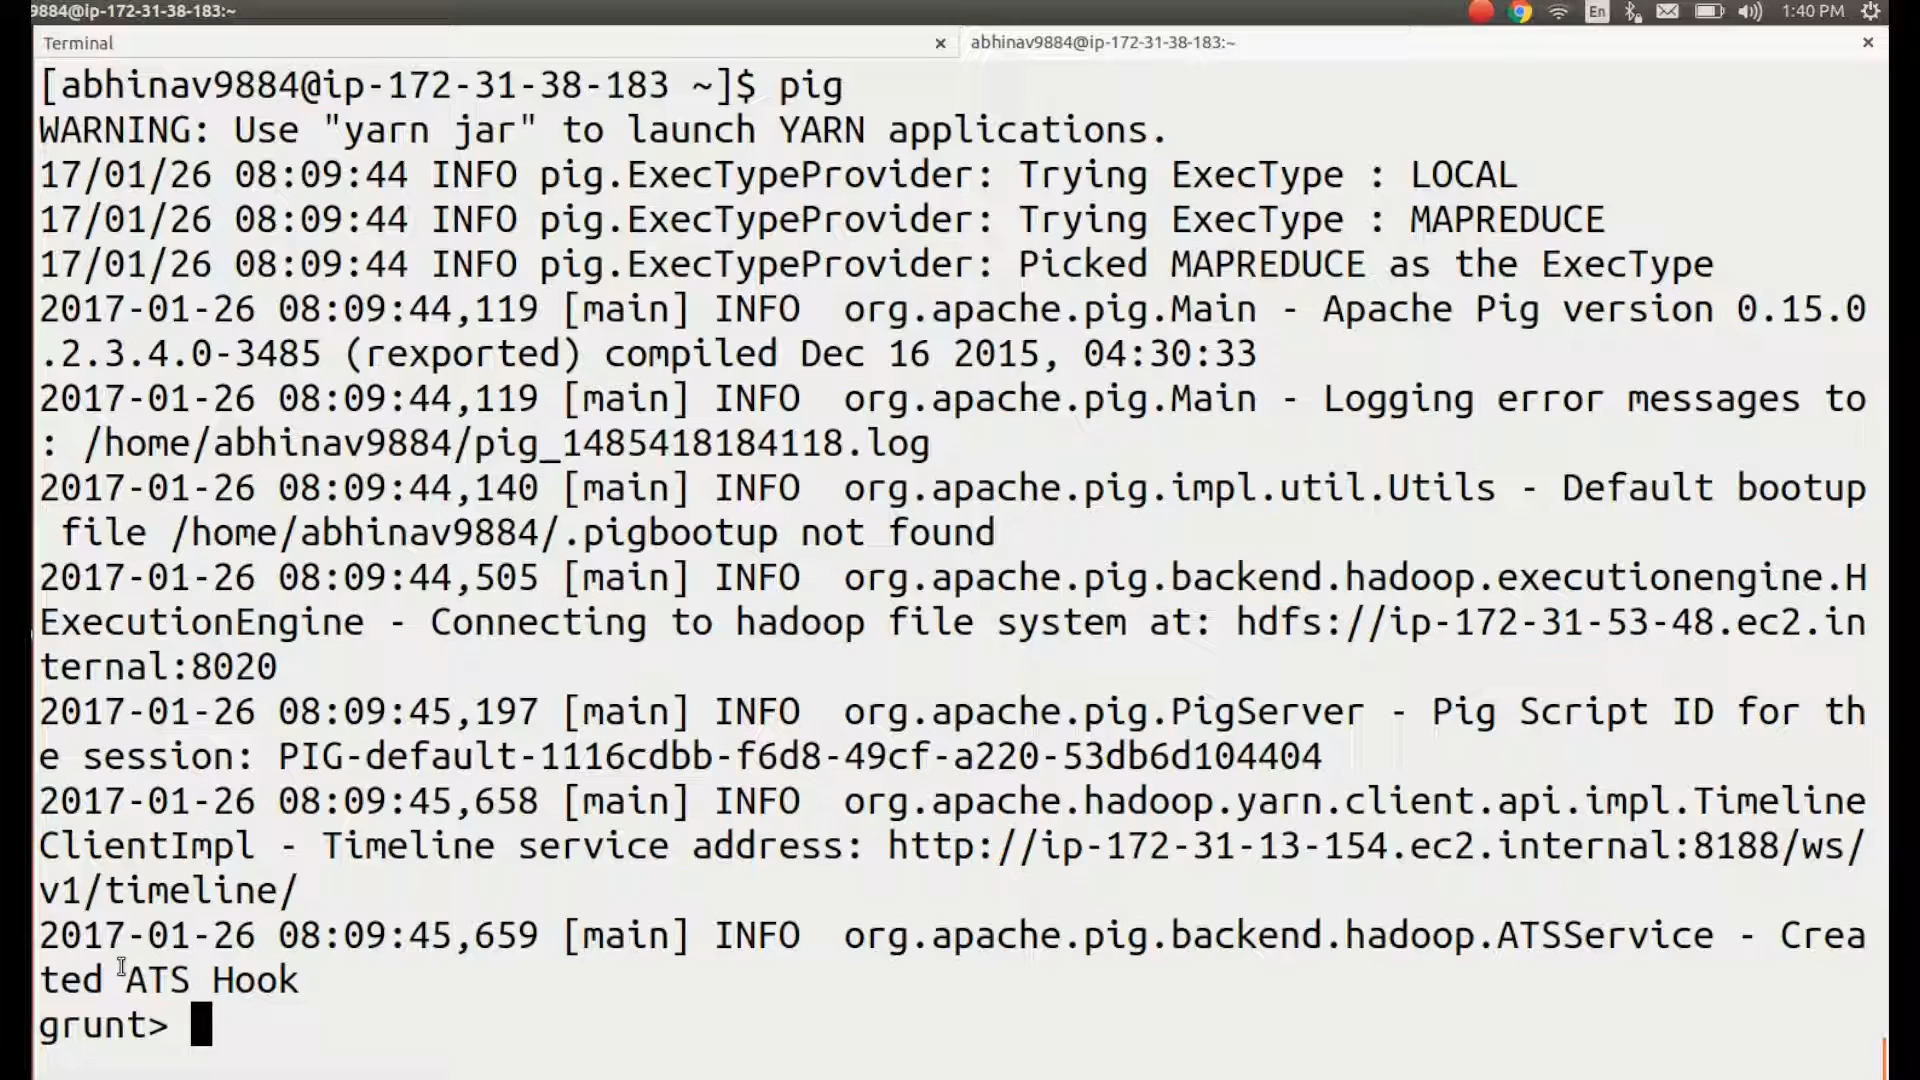 9884@ip-172-31-38-183:~
En
1:40 PM
Terminal
abhinav9884@ip-172-31-38-183:~
[abhinav9884@ip-172-31-38-183 ~]$ pig
WARNING: Use "yarn jar" to launch YARN applications.
17/01/26 08:09:44 INFO pig.ExecTypeProvider: Trying ExecType : LOCAL
17/01/26 08:09:44 INFO pig.ExecTypeProvider: Trying ExecType : MAPREDUCE
17/01/26 08:09:44 INFO pig.ExecTypeProvider: Picked MAPREDUCE as the ExecType
2017-01-26 08:09:44,119 [main] INFO  org.apache.pig.Main - Apache Pig version 0.15.0
.2.3.4.0-3485 (rexported) compiled Dec 16 2015, 04:30:33
2017-01-26 08:09:44,119 [main] INFO  org.apache.pig.Main - Logging error messages to
: /home/abhinav9884/pig_1485418184118.log
2017-01-26 08:09:44,140 [main] INFO  org.apache.pig.impl.util.Utils - Default bootup
 file /home/abhinav9884/.pigbootup not found
2017-01-26 08:09:44,505 [main] INFO  org.apache.pig.backend.hadoop.executionengine.H
ExecutionEngine - Connecting to hadoop file system at: hdfs://ip-172-31-53-48.ec2.in
ternal:8020
2017-01-26 08:09:45,197 [main] INFO  org.apache.pig.PigServer - Pig Script ID for th
e session: PIG-default-1116cdbb-f6d8-49cf-a220-53db6d104404
2017-01-26 08:09:45,658 [main] INFO  org.apache.hadoop.yarn.client.api.impl.Timeline
ClientImpl - Timeline service address: http://ip-172-31-13-154.ec2.internal:8188/ws/
v1/timeline/
2017-01-26 08:09:45,659 [main] INFO  org.apache.pig.backend.hadoop.ATSService - Crea
ted ATS Hook
grunt>